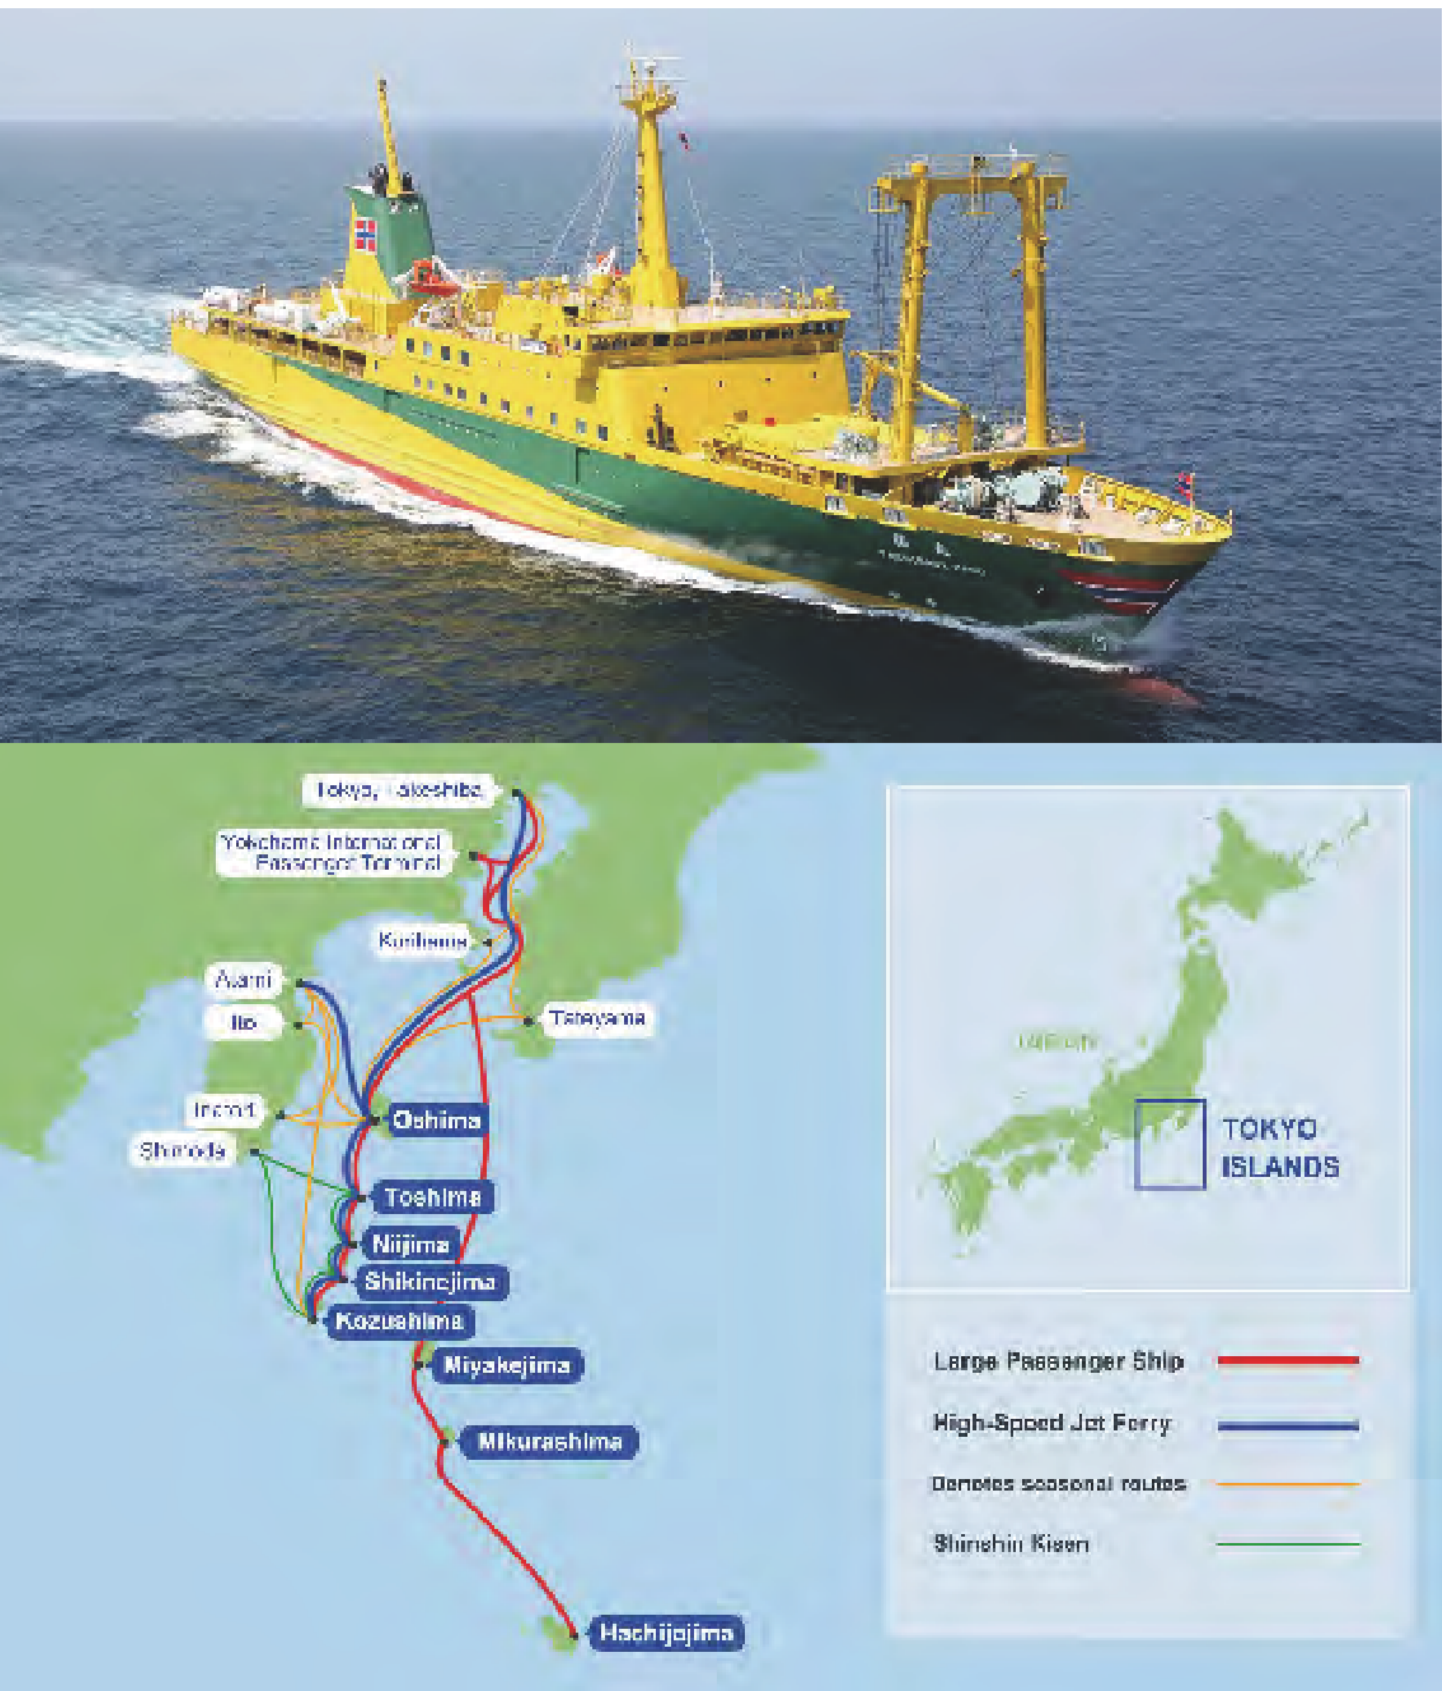 Tokyo, Takeshiba
Yokohama International
Passenger Terminal
Kurihama
Atami
Ito
Tateyama
Inatori
Oshima
Shimoda
Toshima
Niijima
Shikinejima
Kozushima
Miyakejima
Mikurashima
Hachijojima
TOKYO
ISLANDS
Large Passenger Ship
High-Speed Jet Ferry
Denotes seasonal routes
Shinshin Kisen